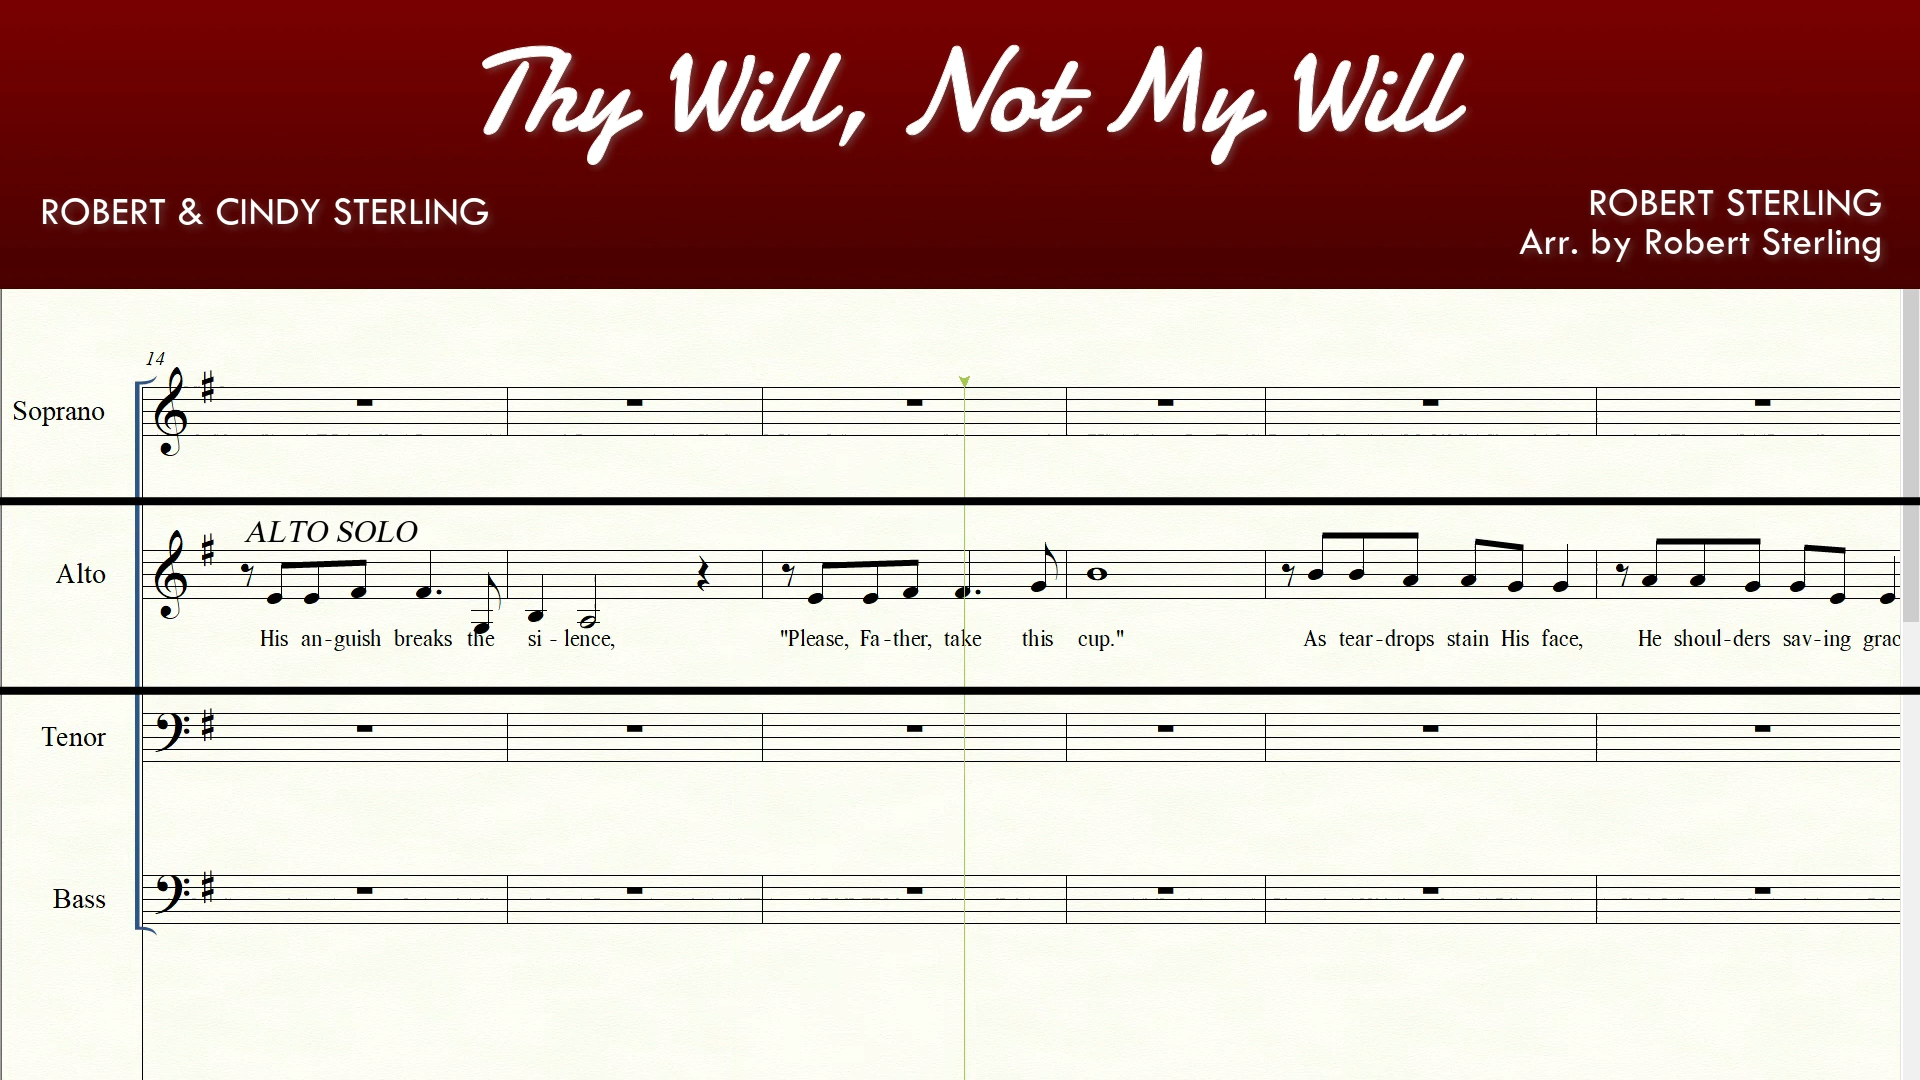 Thy Will, Not My Will
ROBERT & CINDY STERLING
ROBERT STERLING
Arr. by Robert Sterling
14
Soprano
ALTO SOLO
Alto
His an-guish breaks the si - lence, "Please, Fa-ther, take this cup." As tear-drops stain His face, He shoul-ders sav-ing grac
Tenor
Bass